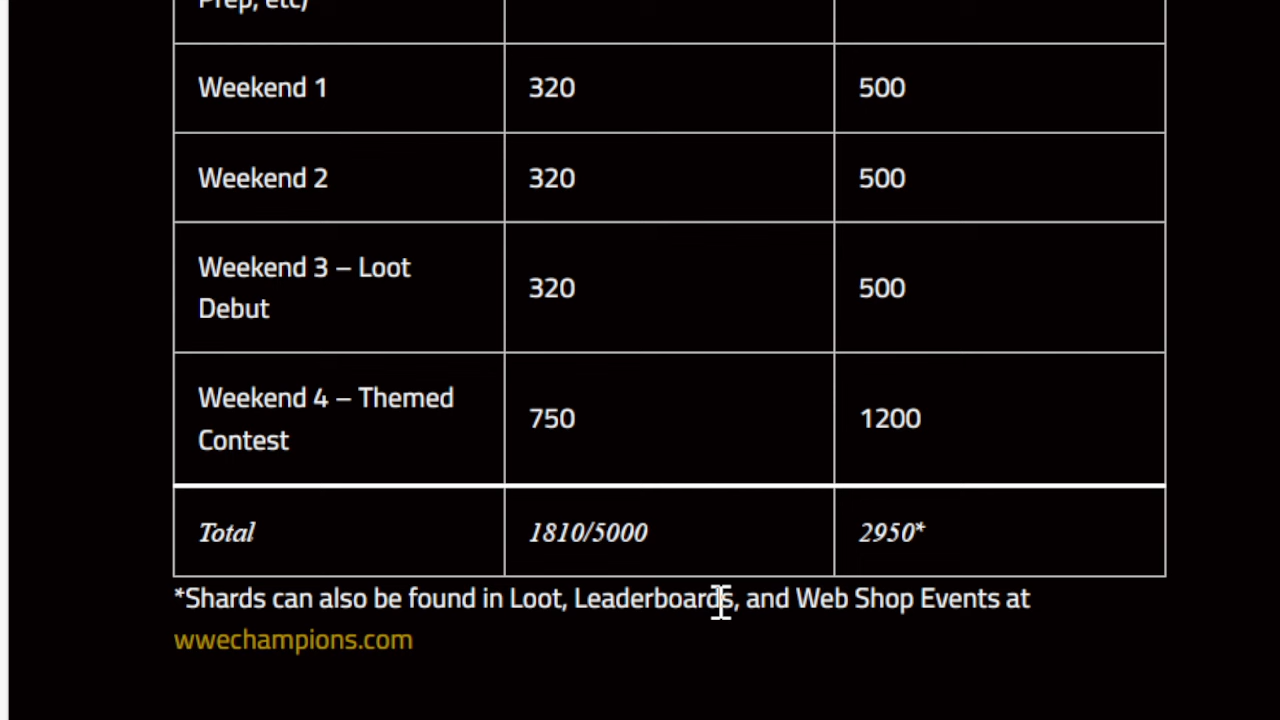 Prep, etc)
Weekend 1 320 500
Weekend 2 320 500
Weekend 3 – Loot
Debut 320 500
Weekend 4 – Themed
Contest 750 1200
Total 1810/5000 2950*
*Shards can also be found in Loot, Leaderboards, and Web Shop Events at
wwechampions.com